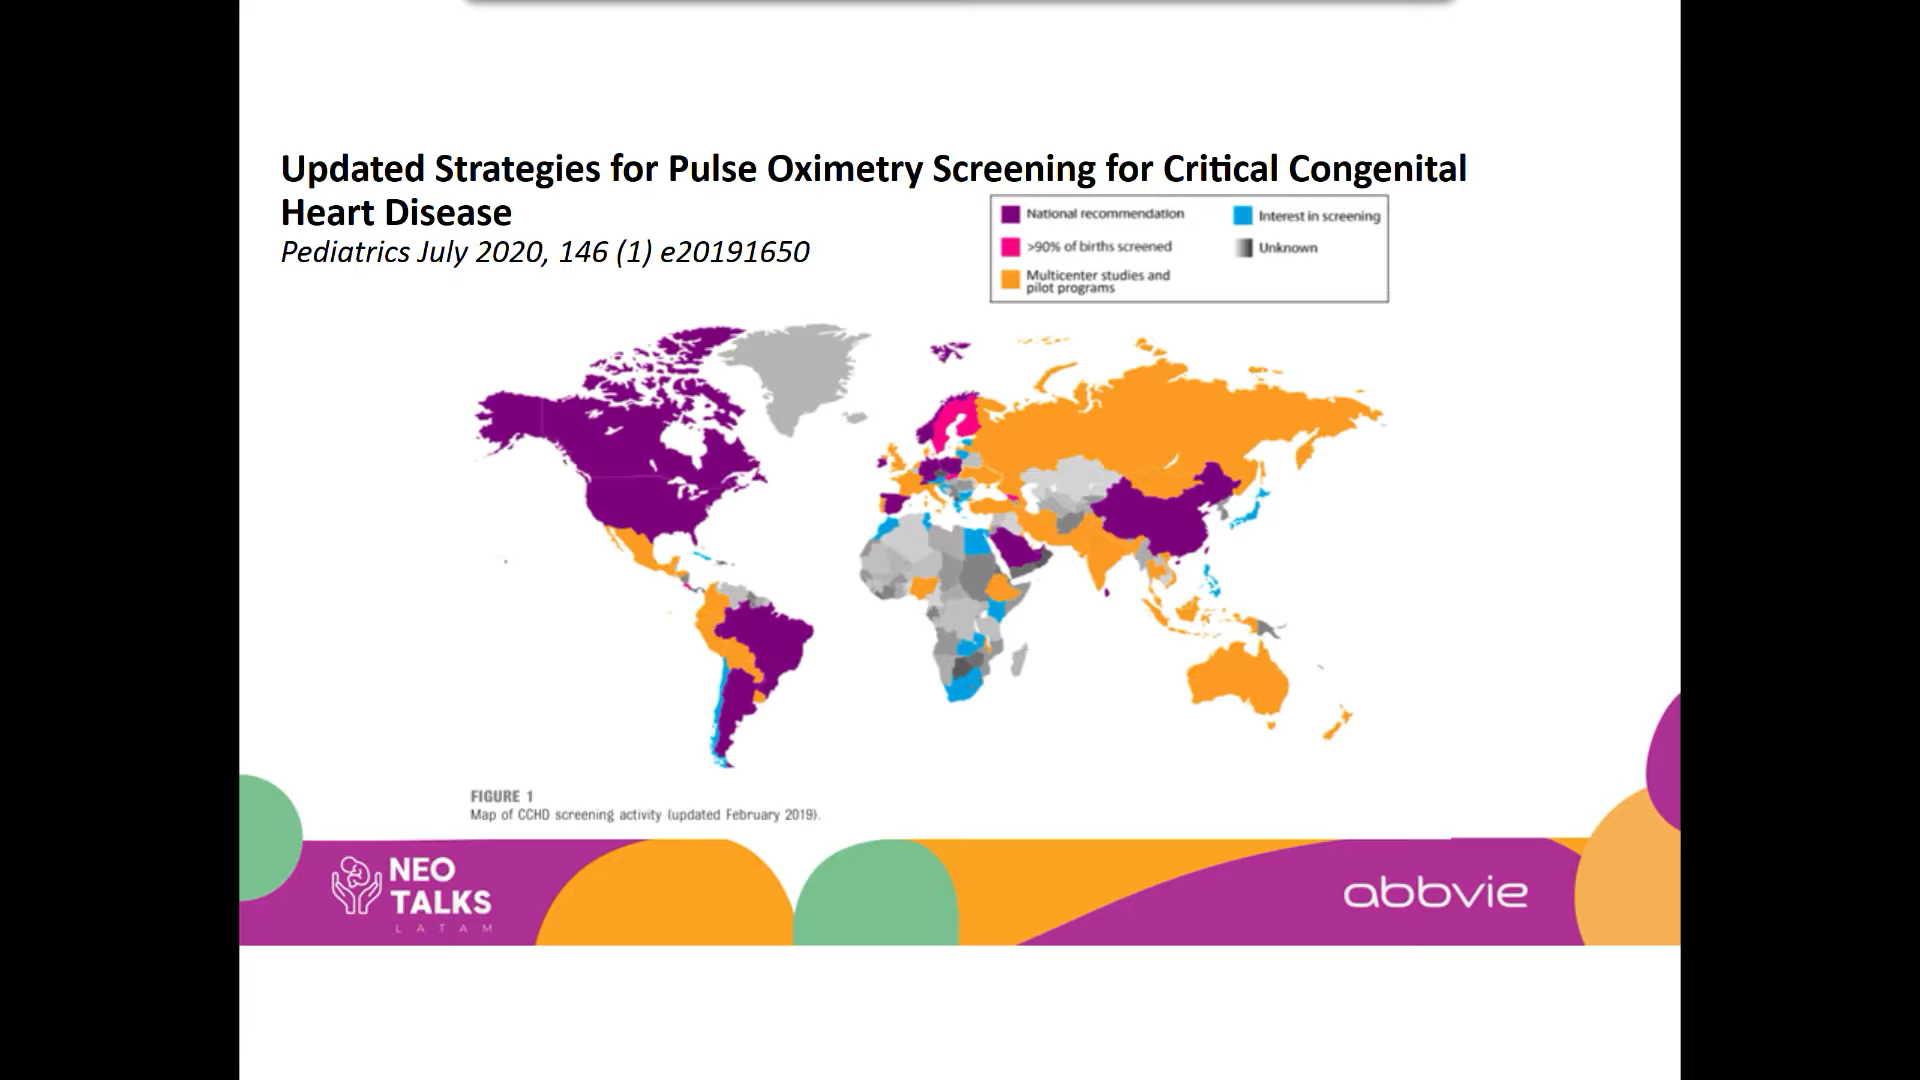 Updated Strategies for Pulse Oximetry Screening for Critical Congenital
Heart Disease
Pediatrics July 2020, 146 (1) e20191650
National recommendation
>90% of births screened
Multicenter studies and
pilot programs
Interest in screening
Unknown
FIGURE 1
Map of CCHD screening activity (updated February 2019).
NEO
TALKS
LATAM
abbvie